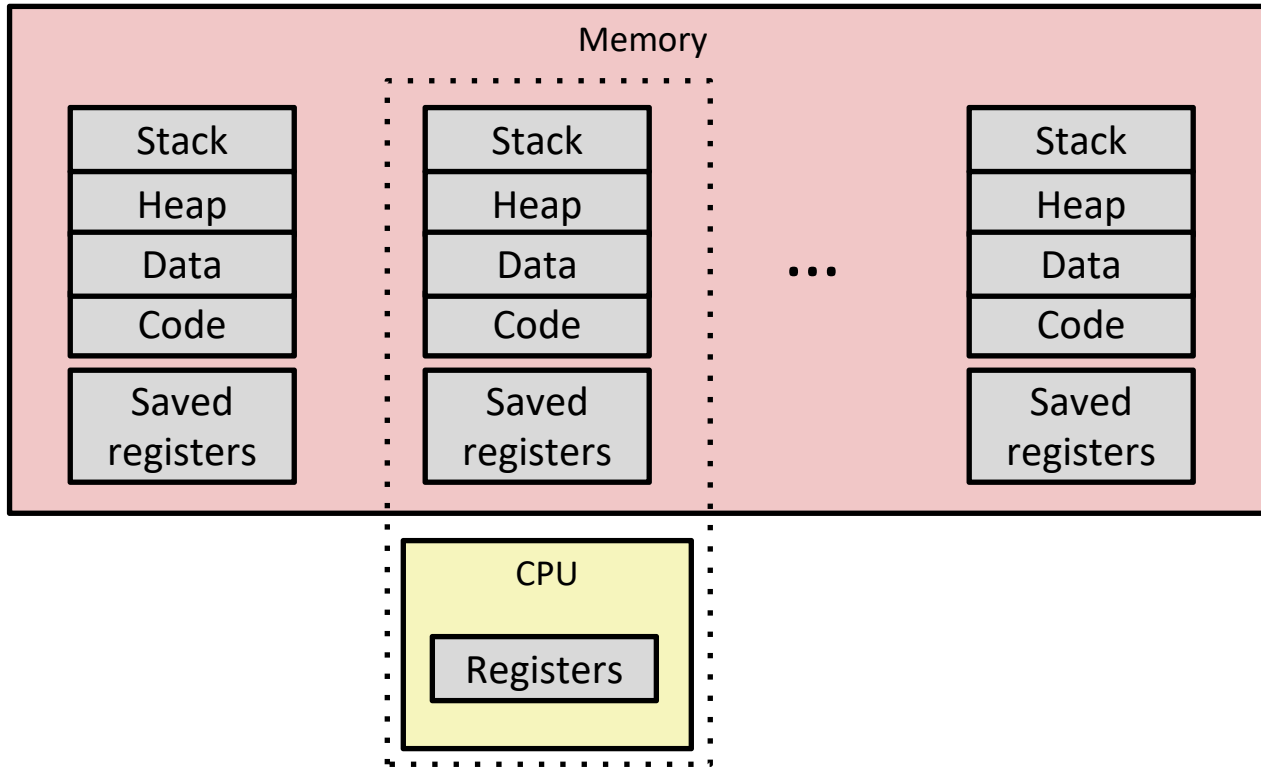 Memory
Stack
Heap
Data
Code
Saved
registers
Stack
Heap
Data
Code
Saved
registers
...
Stack
Heap
Data
Code
Saved
registers
CPU
Registers